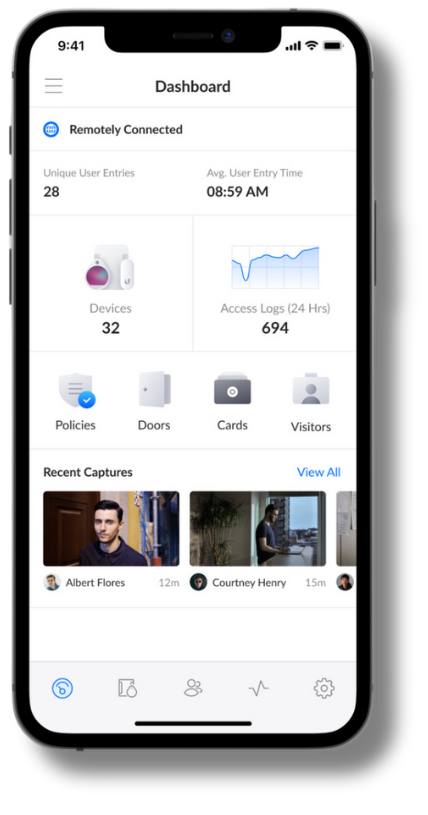 9:41
Dashboard
Remotely Connected
Unique User Entries
Avg. User Entry Time
28
08:59 AM
Devices
Access Logs (24 Hrs)
32
694
Policies
Doors
Cards
Visitors
Recent Captures
View All
Albert Flores
12m
Courtney Henry
15m